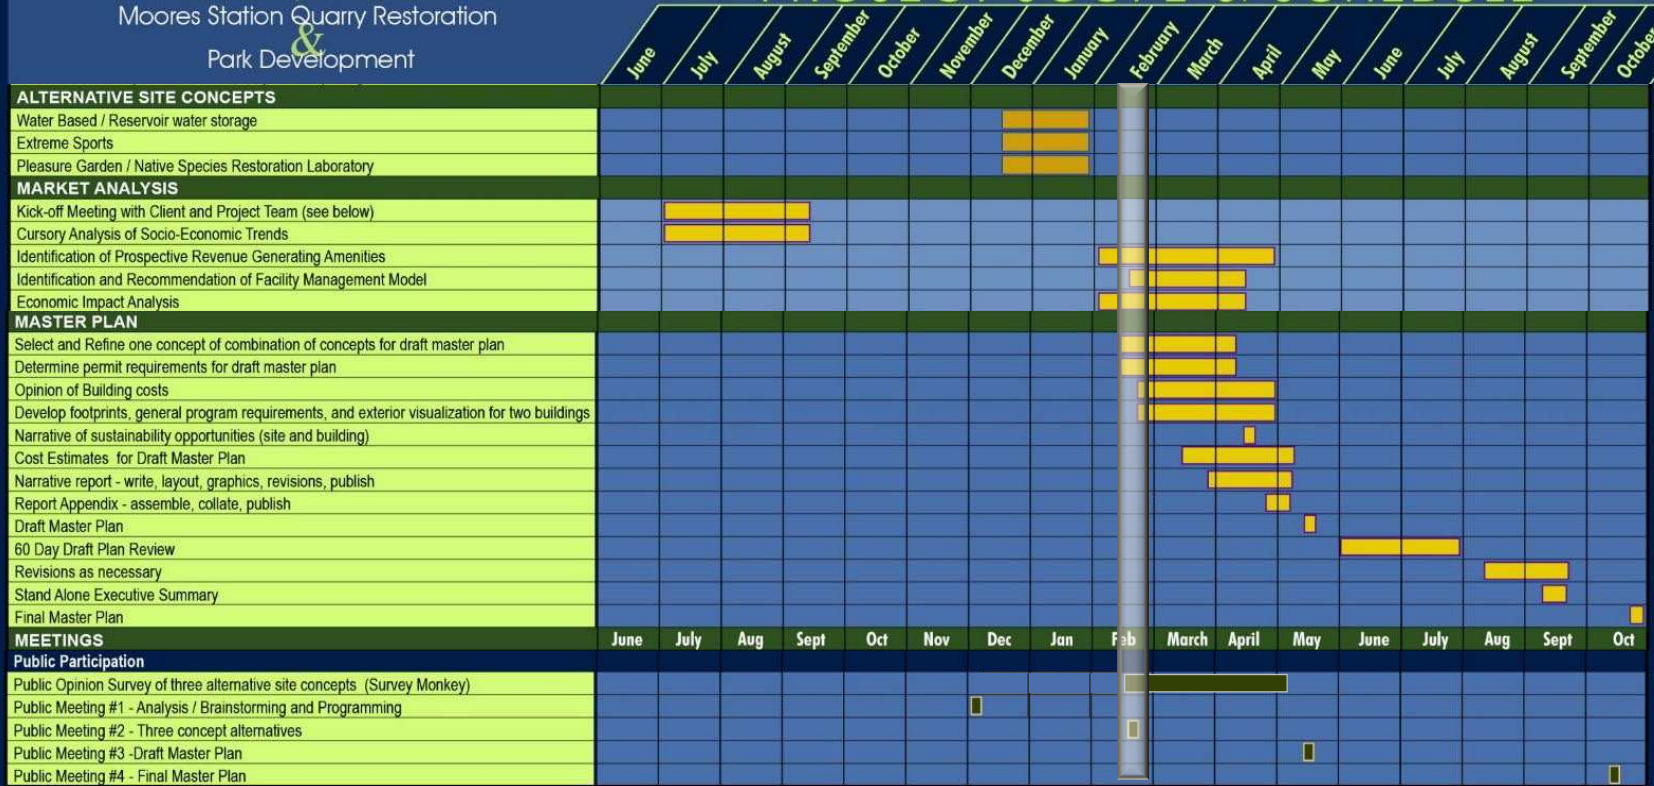 PROJECT SCOPE & SCHEDULE
Moores Station Quarry Restoration
&
Park Development
June July August September October November December January February March April May June July August September October
ALTERNATIVE SITE CONCEPTS
Water Based / Reservoir water storage
Extreme Sports
Pleasure Garden / Native Species Restoration Laboratory
MARKET ANALYSIS
Kick-off Meeting with Client and Project Team (see below)
Cursory Analysis of Socio-Economic Trends
Identification of Prospective Revenue Generating Amenities
Identification and Recommendation of Facility Management Model
Economic Impact Analysis
MASTER PLAN
Select and Refine one concept of combination of concepts for draft master plan
Determine permit requirements for draft master plan
Opinion of Building costs
Develop footprints, general program requirements, and exterior visualization for two buildings
Narrative of sustainability opportunities (site and building)
Cost Estimates for Draft Master Plan
Narrative report - write, layout, graphics, revisions, publish
Report Appendix - assemble, collate, publish
Draft Master Plan
60 Day Draft Plan Review
Revisions as necessary
Stand Alone Executive Summary
Final Master Plan
MEETINGS June July Aug Sept Oct Nov Dec Jan Feb March April May June July Aug Sept Oct
Public Participation
Public Opinion Survey of three alternative site concepts (Survey Monkey)
Public Meeting #1 - Analysis / Brainstorming and Programming
Public Meeting #2 - Three concept alternatives
Public Meeting #3 -Draft Master Plan
Public Meeting #4 - Final Master Plan